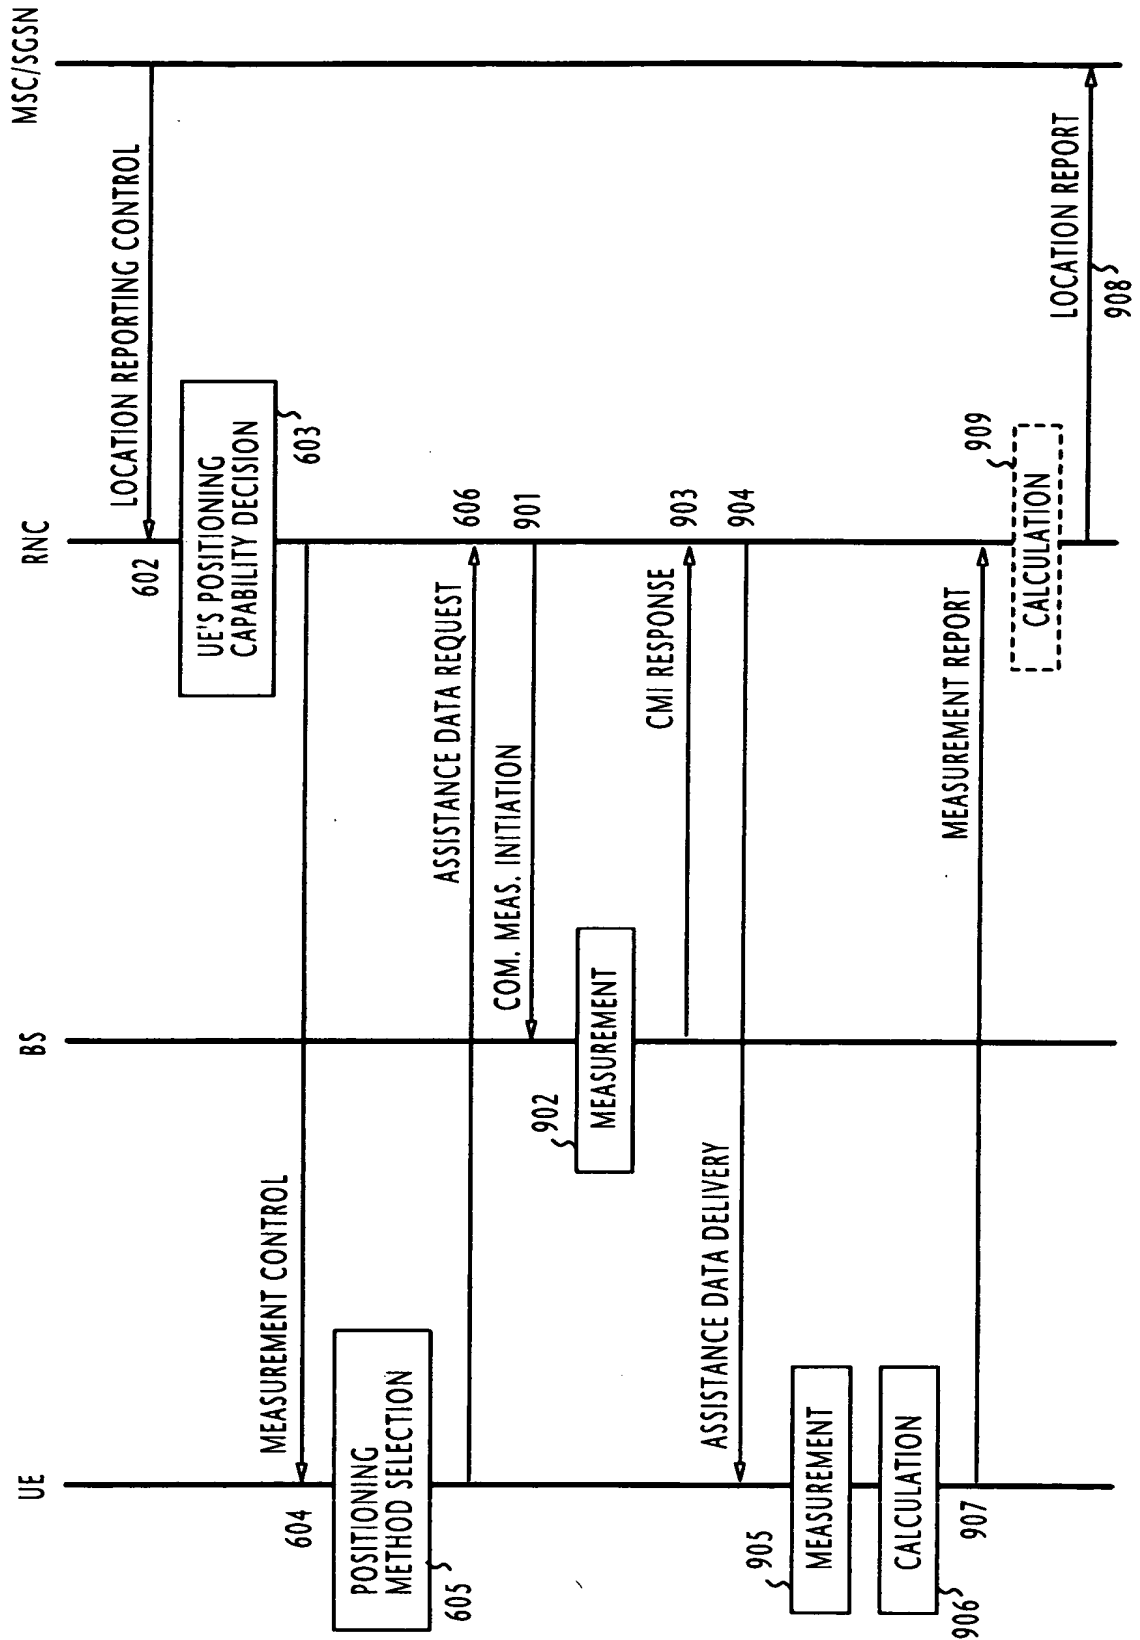 UE
BS
RNC
MSC/SGSN
LOCATION REPORTING CONTROL
602
UE'S POSITIONING
CAPABILITY DECISION
603
MEASUREMENT CONTROL
604
POSITIONING
METHOD SELECTION
605
ASSISTANCE DATA REQUEST
606
COM. MEAS. INITIATION
901
902
MEASUREMENT
CMI RESPONSE
903
ASSISTANCE DATA DELIVERY
904
905
MEASUREMENT
CALCULATION
906
MEASUREMENT REPORT
907
909
CALCULATION
LOCATION REPORT
908